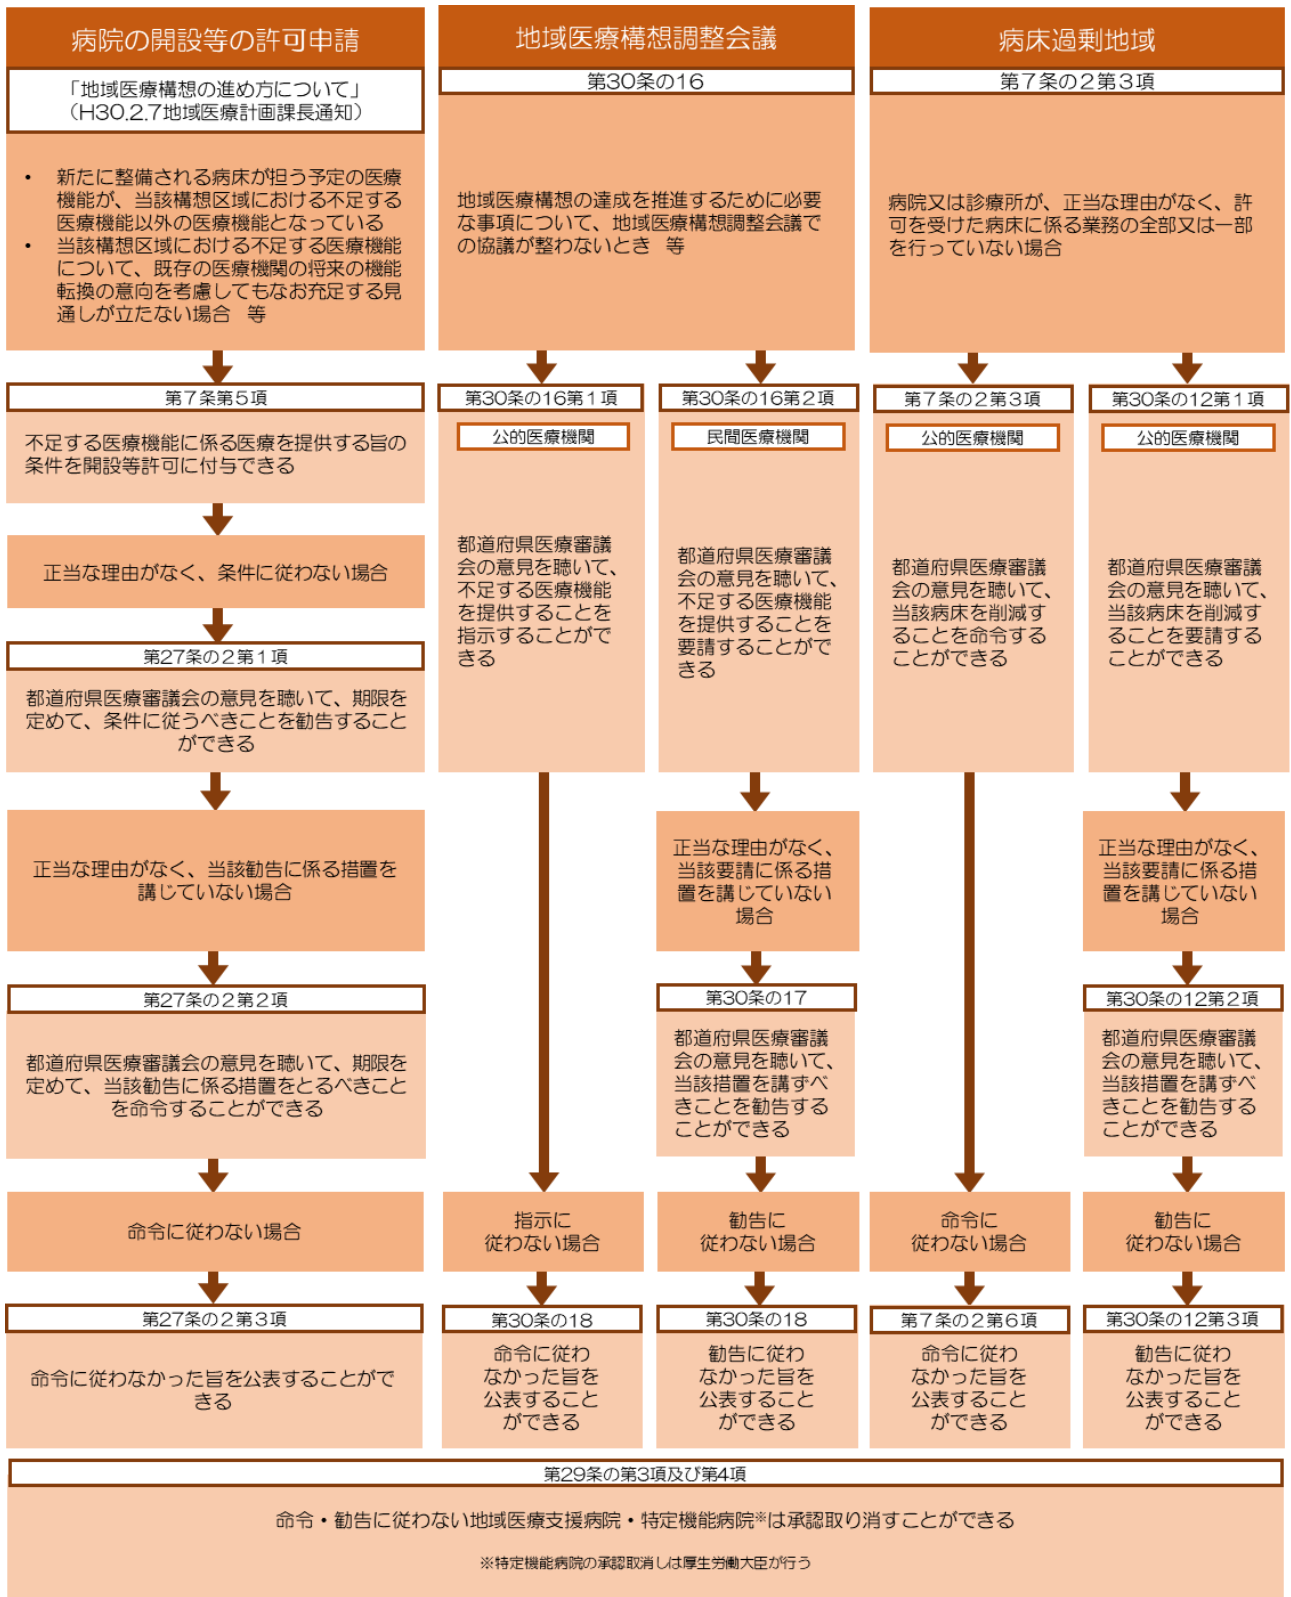 病院の開設等の許可申請
「地域医療構想の進め方について」
（H30.2.7地域医療計画課長通知）
• 新たに整備される病床が担う予定の医療
機能が、当該構想区域における不足する
医療機能以外の医療機能となっている
• 当該構想区域における不足する医療機能
について、既存の医療機関の将来の機能
転換の意向を考慮してもなお充足する見
通しが立たない場合 等
第7条第5項
不足する医療機能に係る医療を提供する旨の
条件を開設等許可に付与できる
正当な理由がなく、条件に従わない場合
第27条の2第1項
都道府県医療審議会の意見を聴いて、期限を
定めて、条件に従うべきことを勧告すること
ができる
正当な理由がなく、当該勧告に係る措置を
講じていない場合
第27条の2第2項
都道府県医療審議会の意見を聴いて、期限を
定めて、当該勧告に係る措置をとるべきこと
を命令することができる
命令に従わない場合
第27条の2第3項
命令に従わなかった旨を公表することがで
きる
地域医療構想調整会議
第30条の16
地域医療構想の達成を推進するために必要
な事項について、地域医療構想調整会議で
の協議が整わないとき 等
第30条の16第1項
公的医療機関
都道府県医療審議
会の意見を聴いて、
不足する医療機能
を提供することを
指示することがで
きる
指示に
従わない場合
第30条の18
命令に従わ
なかった旨を
公表すること
ができる
第30条の16第2項
民間医療機関
都道府県医療審議
会の意見を聴いて、
不足する医療機能
を提供することを
要請することがで
きる
正当な理由がなく、
当該要請に係る措
置を講じていない
場合
第30条の17
都道府県医療審議
会の意見を聴いて、
当該措置を講ずべ
きことを勧告する
ことができる
勧告に
従わない場合
第30条の18
勧告に従わ
なかった旨を
公表すること
ができる
病床過剰地域
第7条の2第3項
病院又は診療所が、正当な理由がなく、許
可を受けた病床に係る業務の全部又は一部
を行っていない場合
第7条の2第3項
公的医療機関
都道府県医療審議
会の意見を聴いて、
当該病床を削減す
ることを命令する
ことができる
命令に
従わない場合
第7条の2第6項
命令に従わ
なかった旨を
公表すること
ができる
第30条の12第1項
公的医療機関
都道府県医療審議
会の意見を聴いて、
当該病床を削減す
ることを要請する
ことができる
正当な理由がなく、
当該要請に係る措
置を講じていない
場合
第30条の12第2項
都道府県医療審議
会の意見を聴いて、
当該措置を講ずべ
きことを勧告する
ことができる
勧告に
従わない場合
第30条の12第3項
勧告に従わ
なかった旨を
公表すること
ができる
第29条の第3項及び第4項
命令・勧告に従わない地域医療支援病院・特定機能病院※は承認取り消すことができる
※特定機能病院の承認取消しは厚生労働大臣が行う